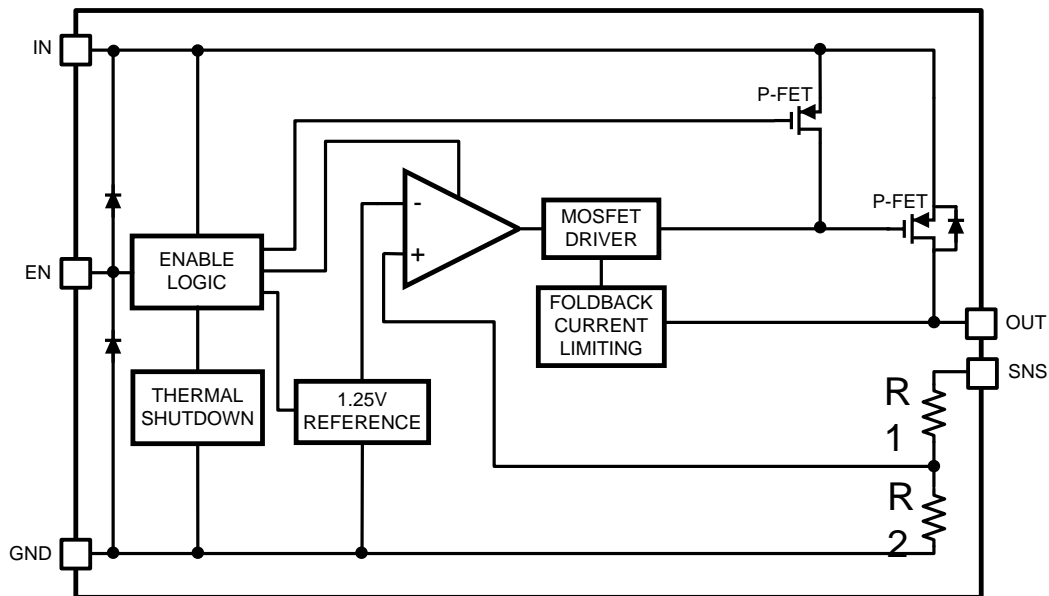 IN
P-FET
P-FET
-
+
MOSFET
DRIVER
EN
ENABLE
LOGIC
FOLDBACK
CURRENT
LIMITING
OUT
SNS
THERMAL
SHUTDOWN
1.25V
REFERENCE
R
1
R
2
GND